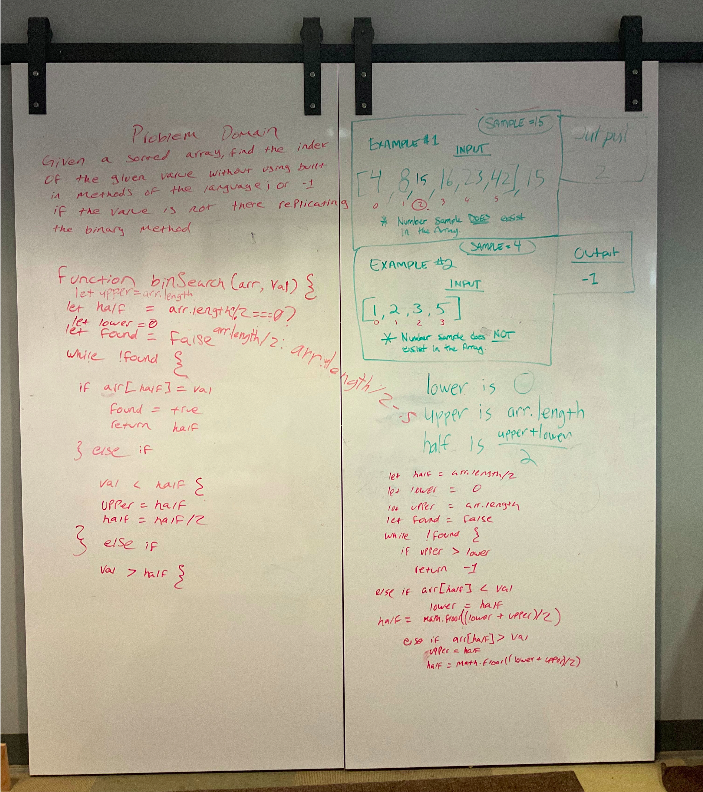 Problem Domain
Given a sorted array, find the index
of the given value without using built
in methods of the language; or -1
if the value is not there replicating
the binary method
Function binSearch (arr, val) {
let upper = arr.length
let half = arr.length%2===0?
arr.length/2: arr.length/2-.5
let lower = 0
let found = False
while !found {
if arr[half] = val
found = true
return half
} else if
val < half {
upper = half
half = half/2
} else if
val > half {
SAMPLE = 15
EXAMPLE #1
INPUT
[4, 8, 15, 16, 23, 42], 15
0 1 2 3 4 5
* Number Sample DOES exist
in the Array.
Output
2
SAMPLE = 4
EXAMPLE #2
INPUT
[1, 2, 3, 5]
0 1 2 3
* Number sample does NOT
exist in the Array.
Output
-1
lower is 0
upper is arr.length
half is upper+lower
2
let half = arr.length/2
let lower = 0
let upper = arr.length
let found = False
while !found {
if upper > lower
return -1
else if arr[half] < val
lower = half
half = math.floor((lower + upper)/2)
else if arr[half] > val
upper = half
half = math.floor((lower + upper)/2)